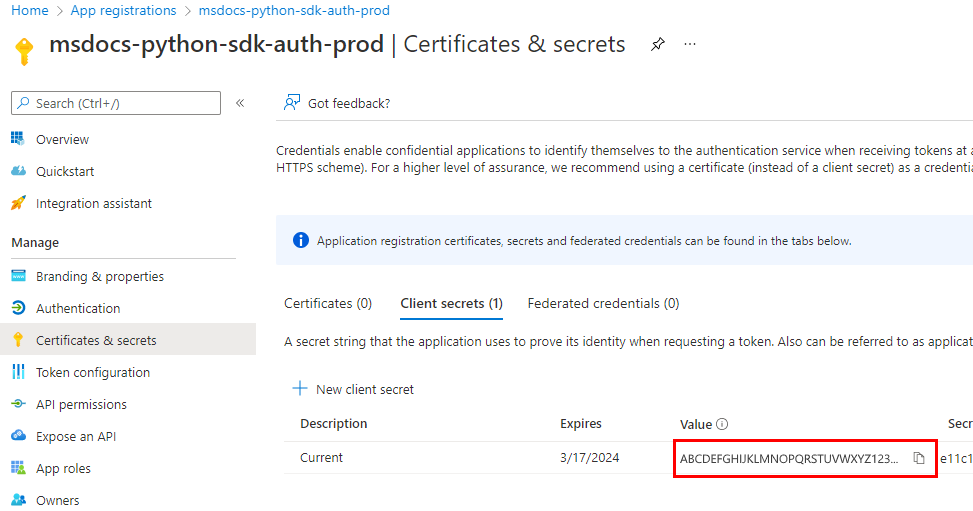 Home > App registrations > msdocs-python-sdk-auth-prod
msdocs-python-sdk-auth-prod | Certificates & secrets
Search (Ctrl+/)
«
Got feedback?
Overview
Quickstart
Integration assistant
Manage
Branding & properties
Authentication
Certificates & secrets
Token configuration
API permissions
Expose an API
App roles
Owners
Credentials enable confidential applications to identify themselves to the authentication service when receiving tokens at
HTTPS scheme). For a higher level of assurance, we recommend using a certificate (instead of a client secret) as a credentia
Application registration certificates, secrets and federated credentials can be found in the tabs below.
Certificates (0) Client secrets (1) Federated credentials (0)
A secret string that the application uses to prove its identity when requesting a token. Also can be referred to as applicat
New client secret
Description Expires Value Secr
Current 3/17/2024 ABCDEFGHIJKLMNOPQRSTUVWXYZ123... e11c1